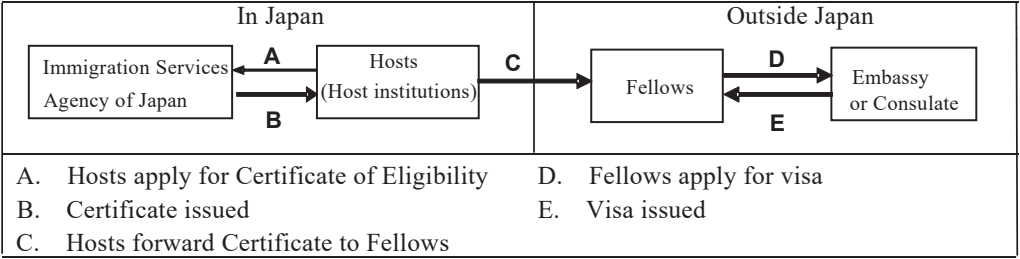 In Japan
Outside Japan
Immigration Services
Agency of Japan
A
B
Hosts
(Host institutions)
C
Fellows
D
E
Embassy
or Consulate
A. Hosts apply for Certificate of Eligibility
B. Certificate issued
C. Hosts forward Certificate to Fellows
D. Fellows apply for visa
E. Visa issued